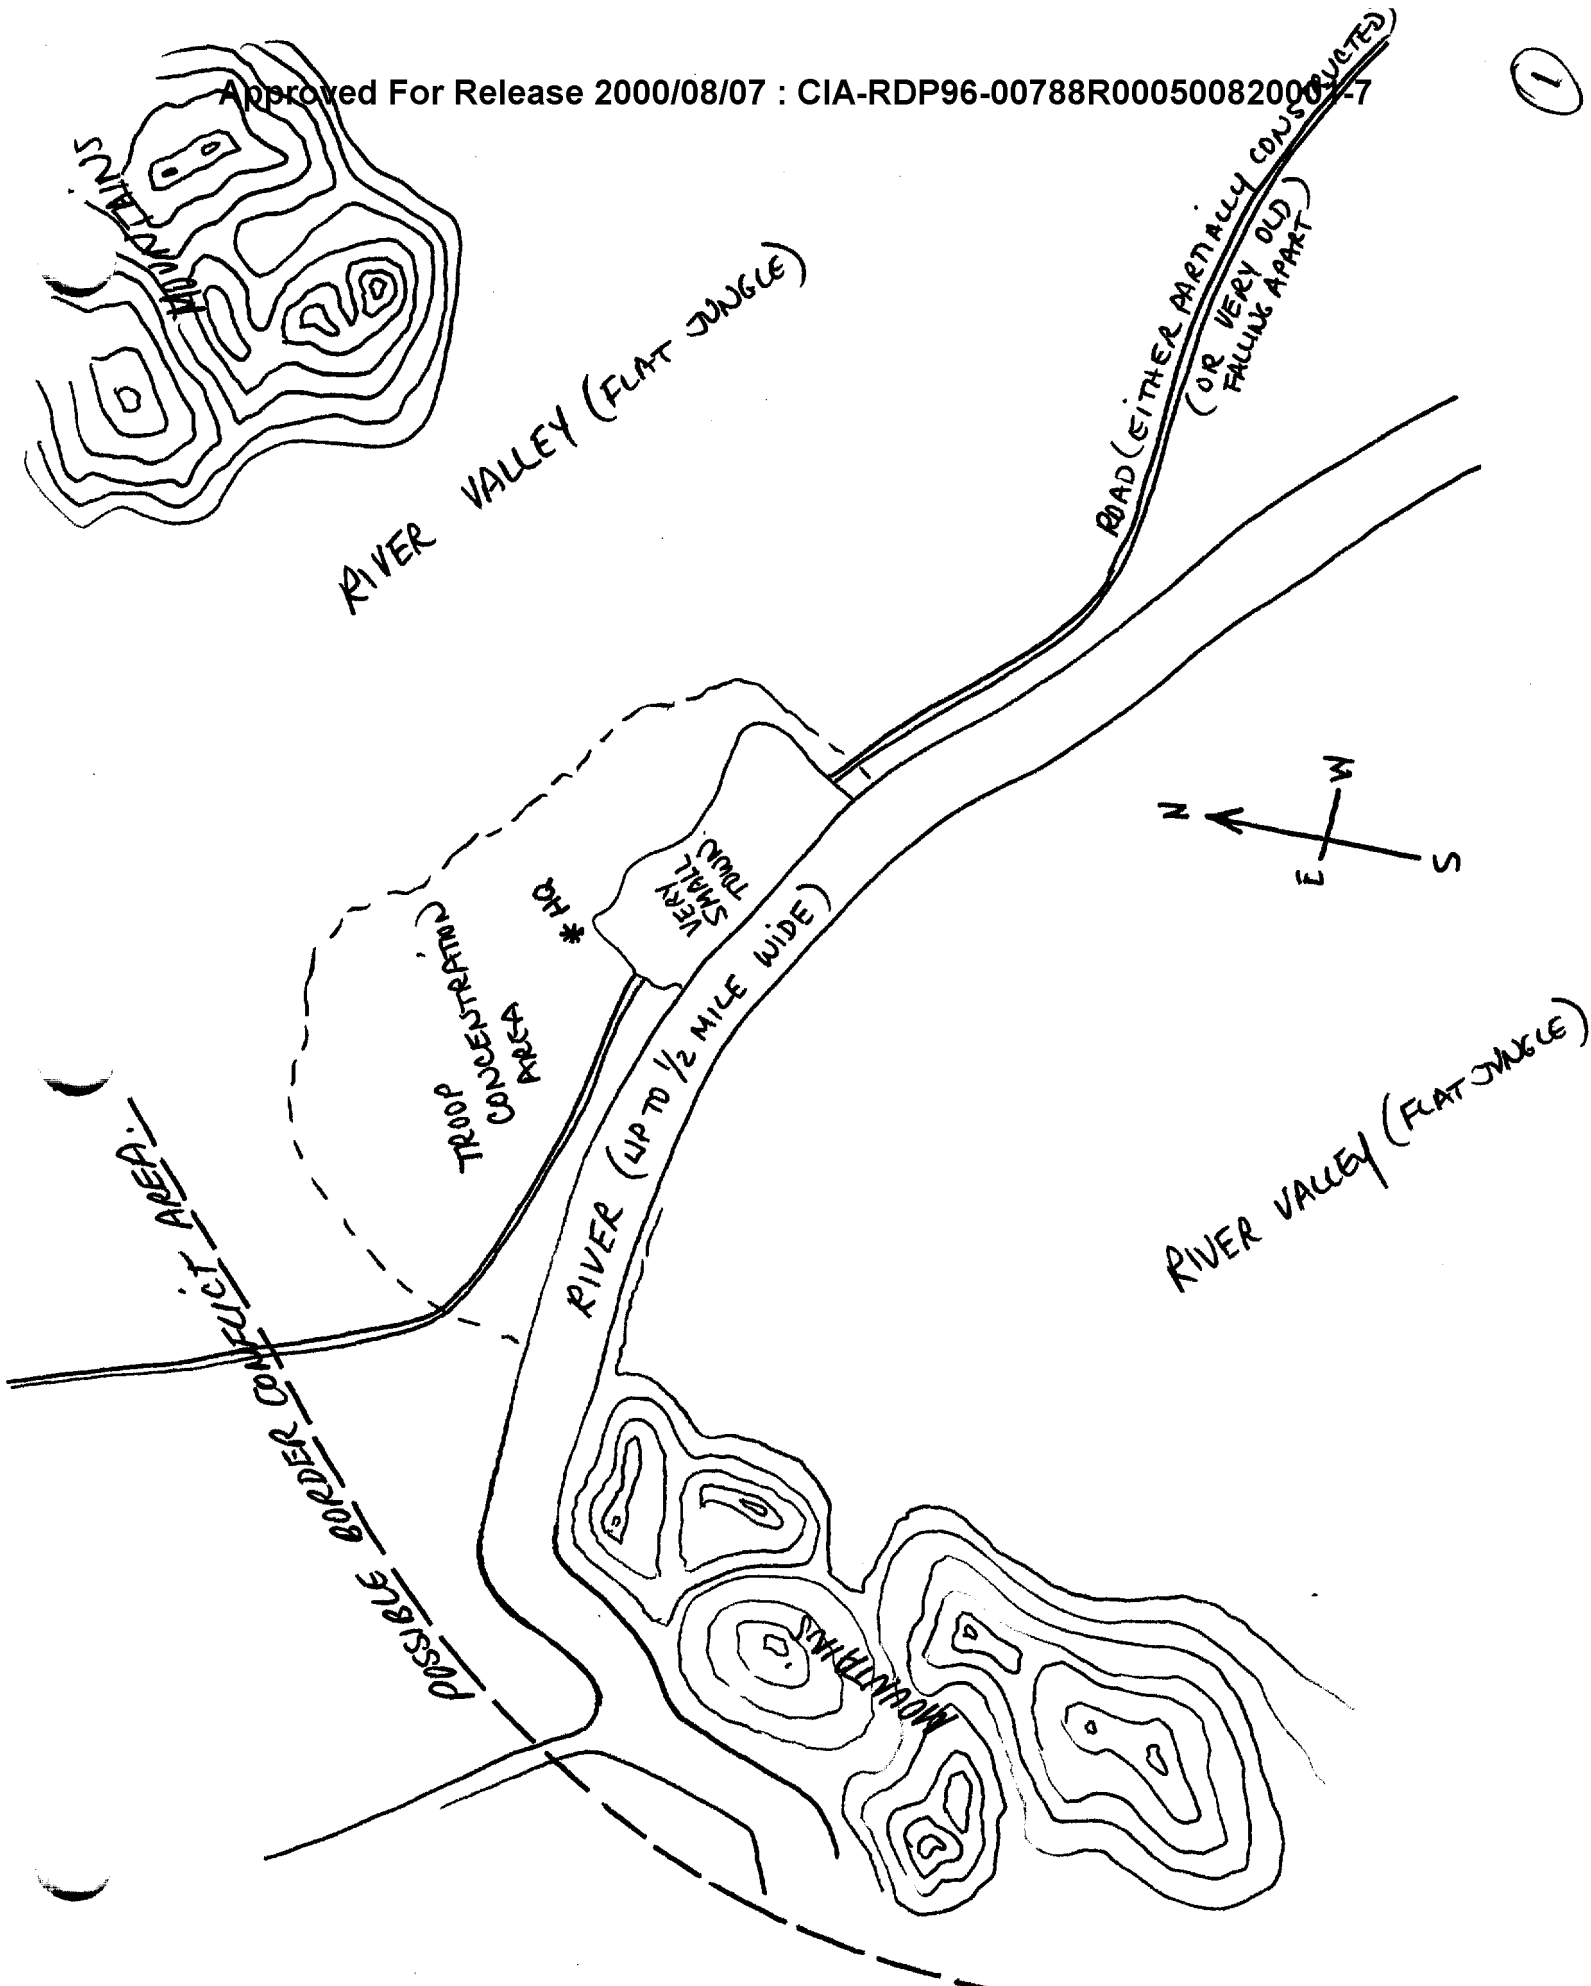 Approved For Release 2000/08/07 : CIA-RDP96-00788R000500820001-7
1
MOUNTAINS
RIVER VALLEY (FLAT JUNGLE)
ROAD (EITHER PARTIALLY CONSTRUCTED)
(OR VERY OLD)
FALLING APART
VERY
SMALL
TOWN
* HQ
TROOP
CONCENTRATION)
AREA
N
W
E
S
RIVER (UP TO 1/2 MILE WIDE)
POSSIBLE BORDER CONFLICT AREA.
RIVER VALLEY (FLAT JUNGLE)
MOUNTAINS